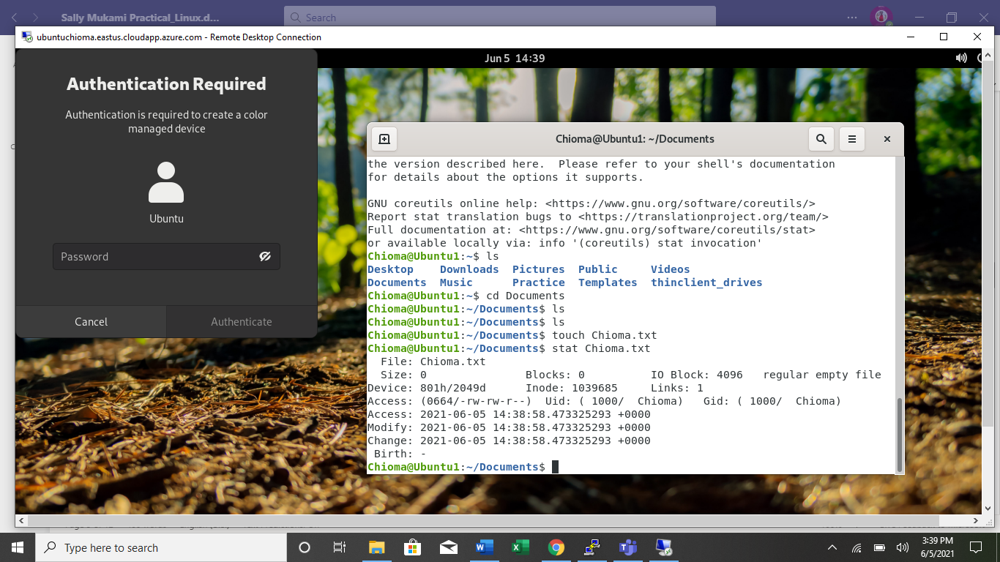 Sally Mukami Practical_Linux.d...
Search
ubuntuchioma.eastus.cloudapp.azure.com - Remote Desktop Connection
Jun 5 14:39
Authentication Required
Authentication is required to create a color
managed device
Ubuntu
Password
Cancel
Authenticate
Chioma@Ubuntu1: ~/Documents
the version described here.  Please refer to your shell's documentation
for details about the options it supports.
GNU coreutils online help: <https://www.gnu.org/software/coreutils/>
Report stat translation bugs to <https://translationproject.org/team/>
Full documentation at: <https://www.gnu.org/software/coreutils/stat>
or available locally via: info '(coreutils) stat invocation'
Chioma@Ubuntu1:~$ ls
Desktop    Downloads  Pictures  Public     Videos
Documents  Music      Practice  Templates  thinclient_drives
Chioma@Ubuntu1:~$ cd Documents
Chioma@Ubuntu1:~/Documents$ ls
Chioma@Ubuntu1:~/Documents$ ls
Chioma@Ubuntu1:~/Documents$ touch Chioma.txt
Chioma@Ubuntu1:~/Documents$ stat Chioma.txt
  File: Chioma.txt
  Size: 0               Blocks: 0          IO Block: 4096   regular empty file
Device: 801h/2049d      Inode: 1039685     Links: 1
Access: (0664/-rw-rw-r--)  Uid: ( 1000/  Chioma)   Gid: ( 1000/  Chioma)
Access: 2021-06-05 14:38:58.473325293 +0000
Modify: 2021-06-05 14:38:58.473325293 +0000
Change: 2021-06-05 14:38:58.473325293 +0000
 Birth: -
Chioma@Ubuntu1:~/Documents$
Type here to search
3:39 PM
6/5/2021